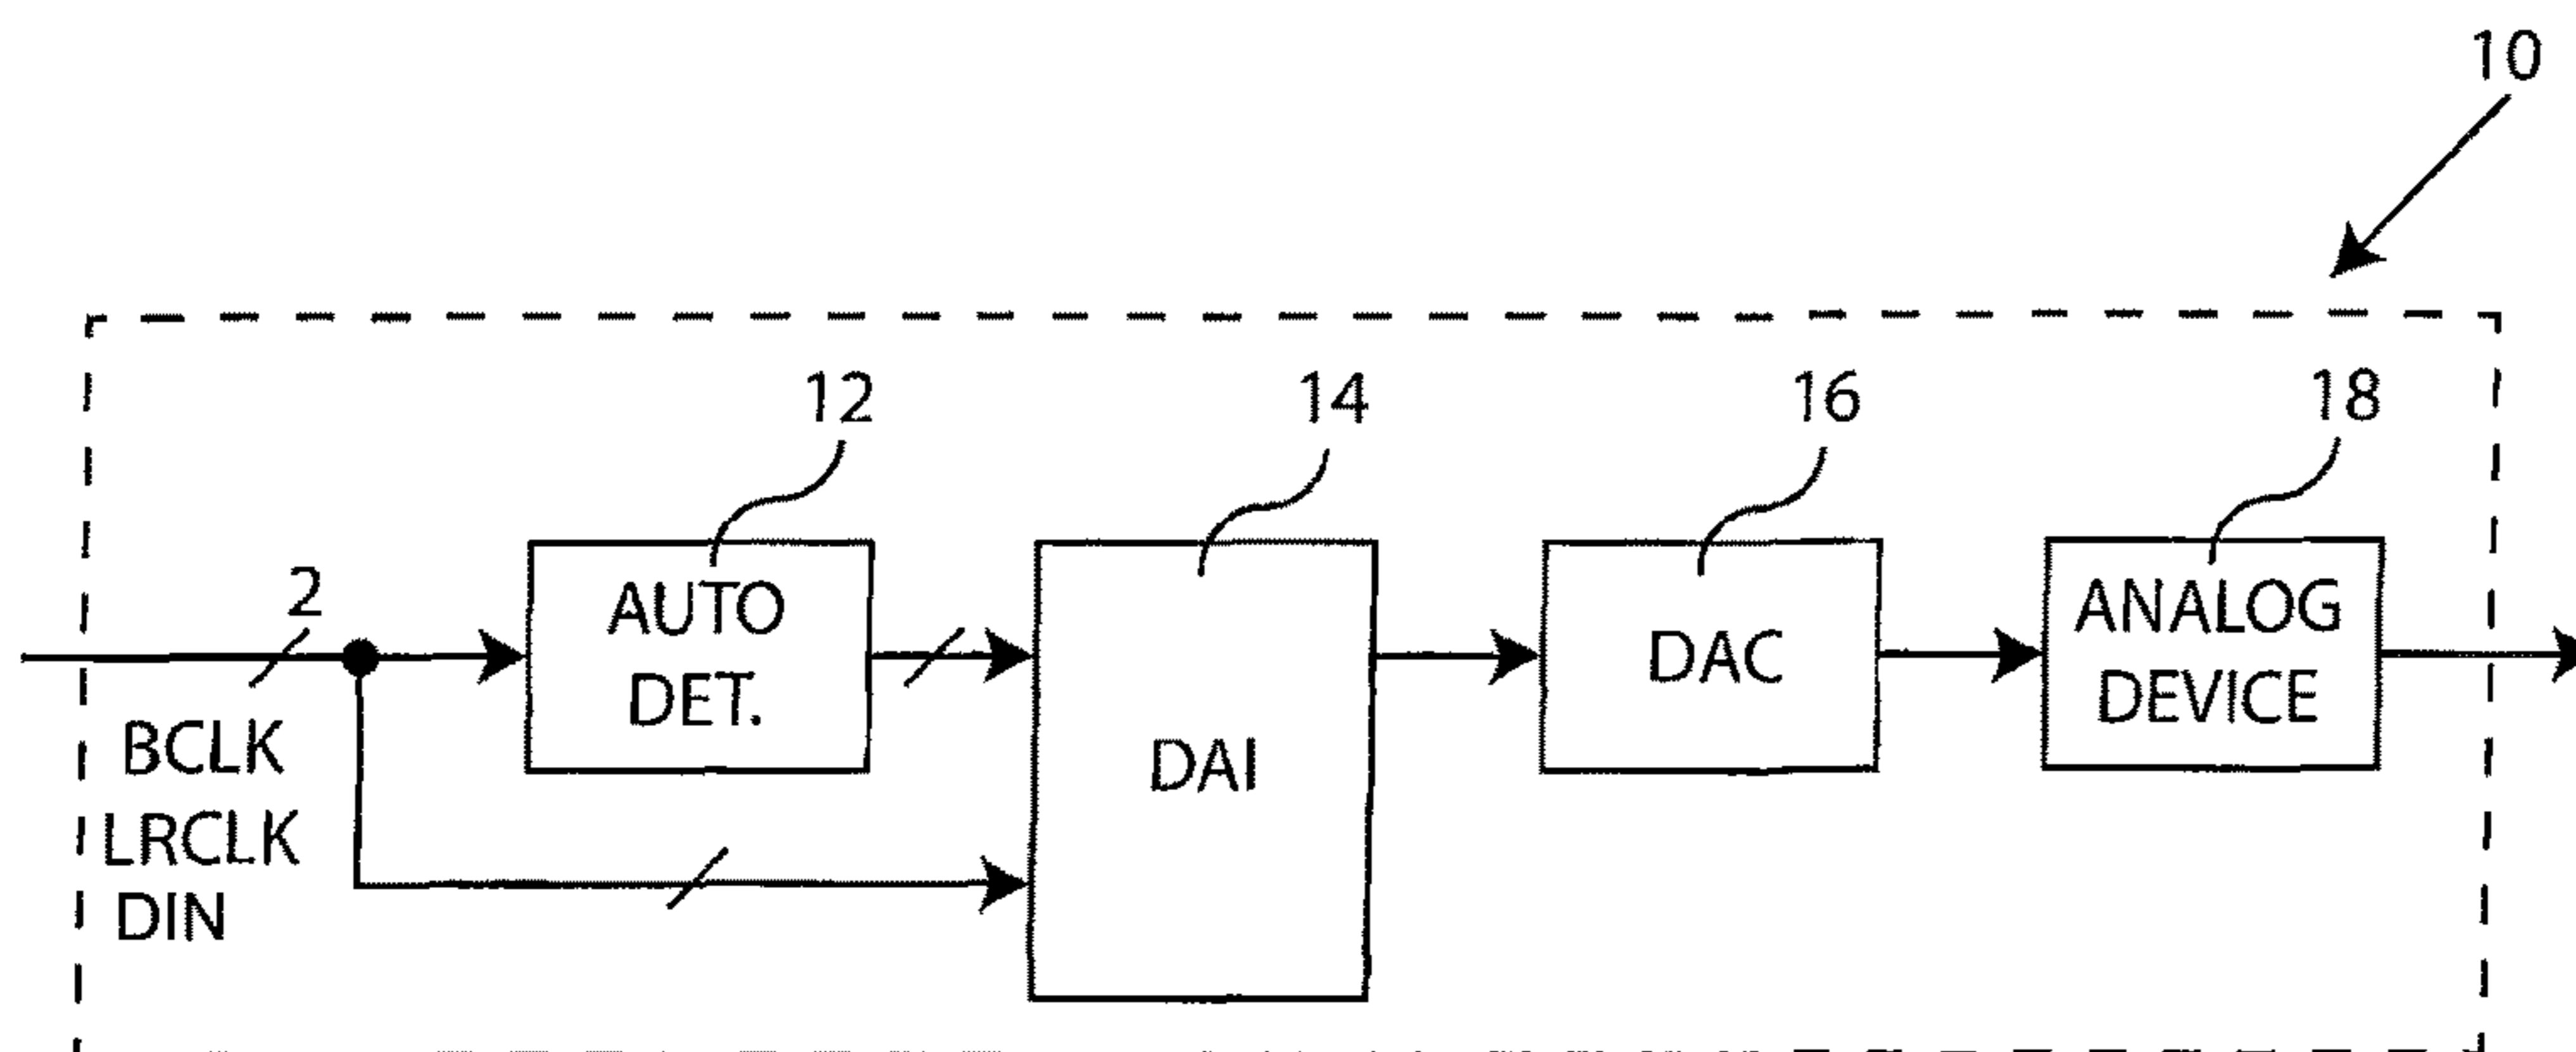 10
12
14
16
18
2
AUTO
DET.
DAI
DAC
ANALOG
DEVICE
BCLK
LRCLK
DIN